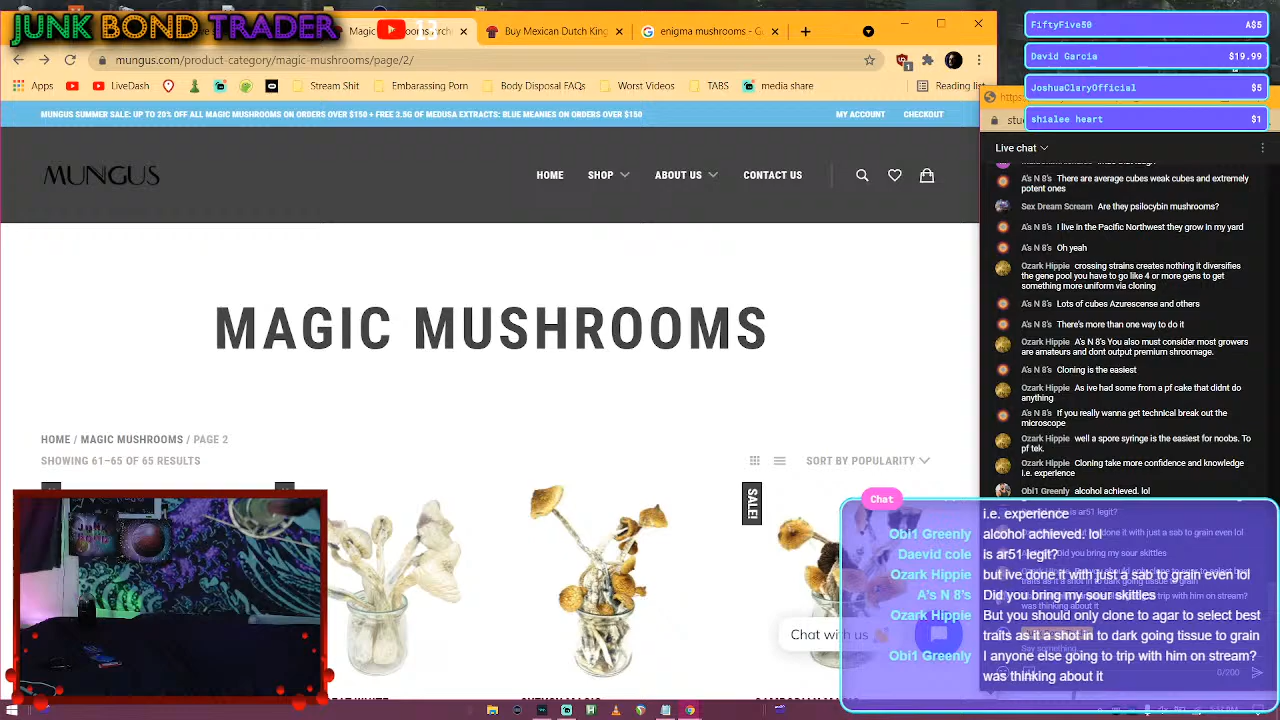 JUNK BOND TRADER
Magic
13
Buy Mexican Dutch King
enigma mushrooms - G
mungus.com/product-category/magic-mushrooms/page/2/
Apps
LiveDash
Stream Shit
Embarassing Porn
Body Disposal FAQs
Worst Videos
TABS
media share
Reading lis
MUNGUS SUMMER SALE: UP TO 20% OFF ALL MAGIC MUSHROOMS ON ORDERS OVER $150 + FREE 3.5G OF MEDUSA EXTRACTS: BLUE MEANIES ON ORDERS OVER $150
MY ACCOUNT
CHECKOUT
MUNGUS
HOME
SHOP
ABOUT US
CONTACT US
MAGIC MUSHROOMS
HOME / MAGIC MUSHROOMS / PAGE 2
SHOWING 61–65 OF 65 RESULTS
SORT BY POPULARITY
SALE!
Chat with us
FiftyFive50 A$5
David Garcia $19.99
JoshuaClaryOfficial $5
shialee heart $1
Live chat
A's N 8's There are average cubes weak cubes and extremely
potent ones
Sex Dream Scream Are they psilocybin mushrooms?
A's N 8's I live in the Pacific Northwest they grow in my yard
A's N 8's Oh yeah
Ozark Hippie crossing strains creates nothing it diversifies
the gene pool you have to go like 4 or more gens to get
something more uniform via cloning
A's N 8's Lots of cubes Azurescense and others
A's N 8's There's more than one way to do it
Ozark Hippie A's N 8's You also must consider most growers
are amateurs and dont output premium shroomage.
A's N 8's Cloning is the easiest
Ozark Hippie As ive had some from a pf cake that didnt do
anything
A's N 8's If you really wanna get technical break out the
microscope
Ozark Hippie well a spore syringe is the easiest for noobs. To
pf tek.
Ozark Hippie Cloning take more confidence and knowledge
i.e. experience
Obi1 Greenly alcohol achieved. lol
Chat
i.e. experience
Obi1 Greenly alcohol achieved. lol
Daevid cole is ar51 legit?
Ozark Hippie but ive done it with just a sab to grain even lol
A's N 8's Did you bring my sour skittles
Ozark Hippie But you should only clone to agar to select best
traits as it a shot in to dark going tissue to grain
Obi1 Greenly I anyone else going to trip with him on stream?
was thinking about it
Say something...
0/200